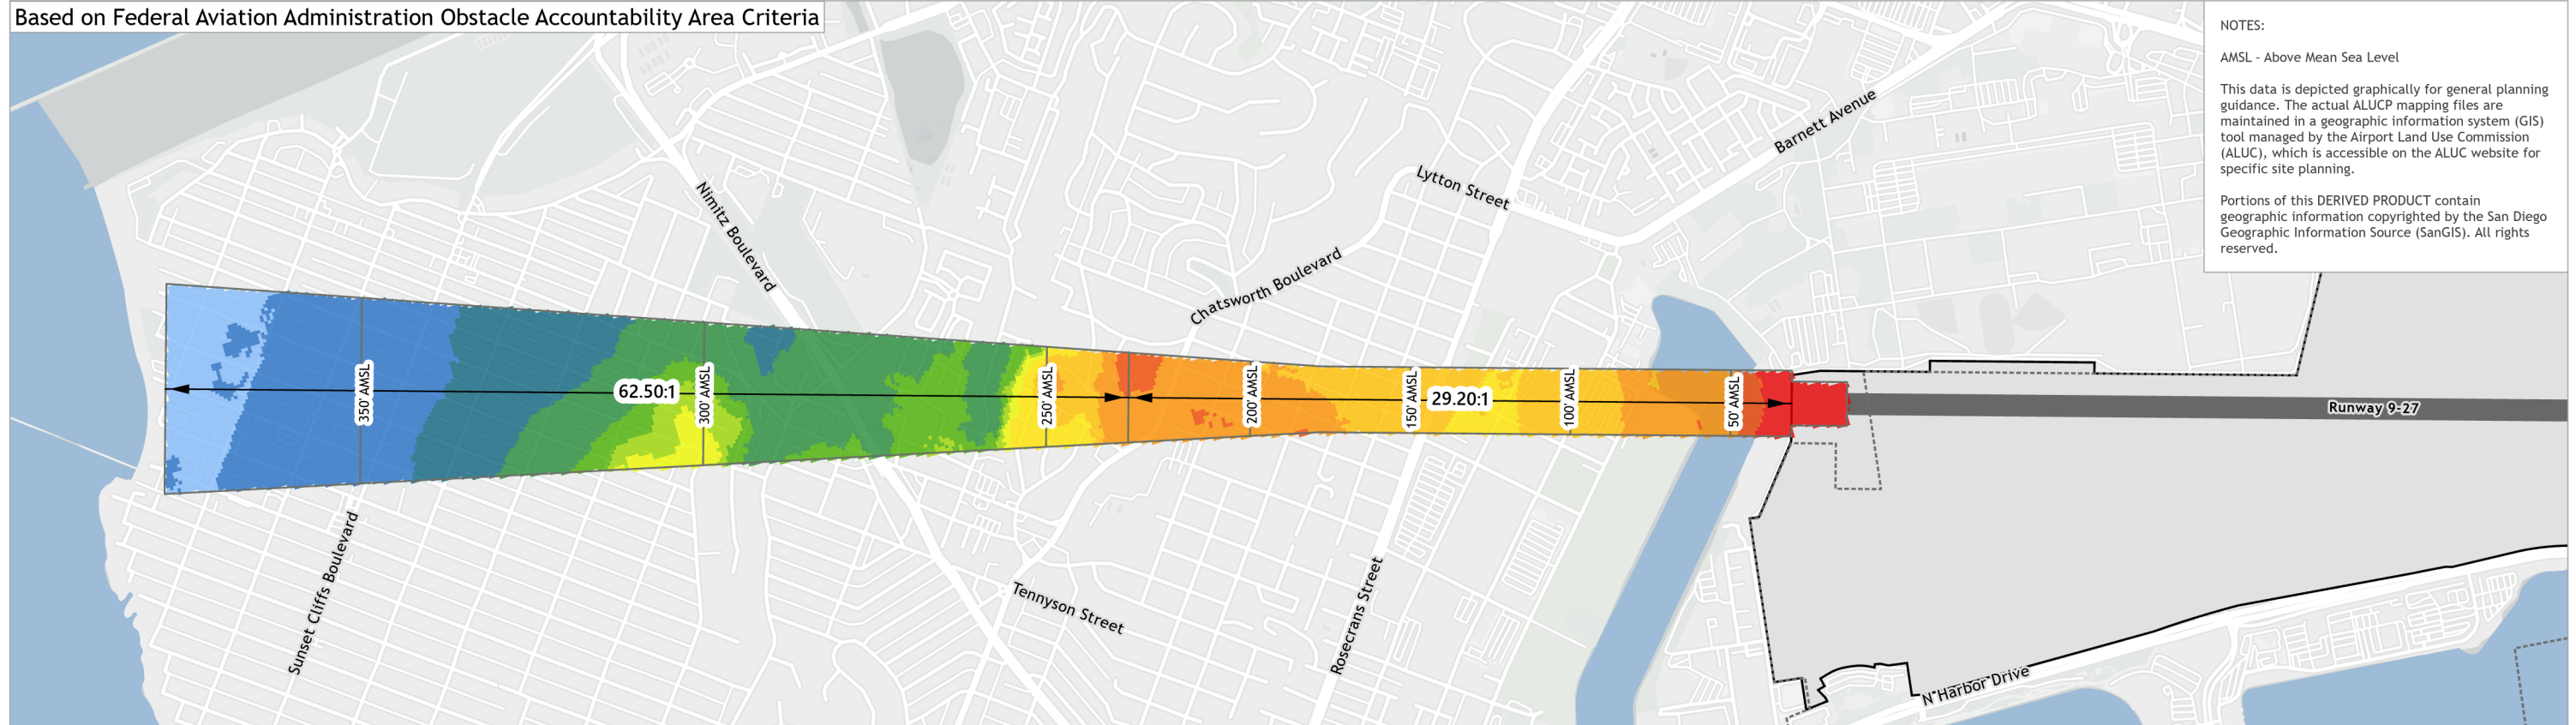 Based on Federal Aviation Administration Obstacle Accountability Area Criteria
NOTES:
AMSL - Above Mean Sea Level
This data is depicted graphically for general planning
guidance. The actual ALUCP mapping files are
maintained in a geographic information system (GIS)
tool managed by the Airport Land Use Commission
(ALUC), which is accessible on the ALUC website for
specific site planning.
Portions of this DERIVED PRODUCT contain
geographic information copyrighted by the San Diego
Geographic Information Source (SanGIS). All rights
reserved.
Barnett Avenue
Lytton Street
Nimitz Boulevard
Chatsworth Boulevard
350' AMSL
62.50:1
300' AMSL
250' AMSL
200' AMSL
150' AMSL
29.20:1
100' AMSL
50' AMSL
Runway 9-27
Sunset Cliffs Boulevard
Tennyson Street
Rosecrans Street
N Harbor Drive